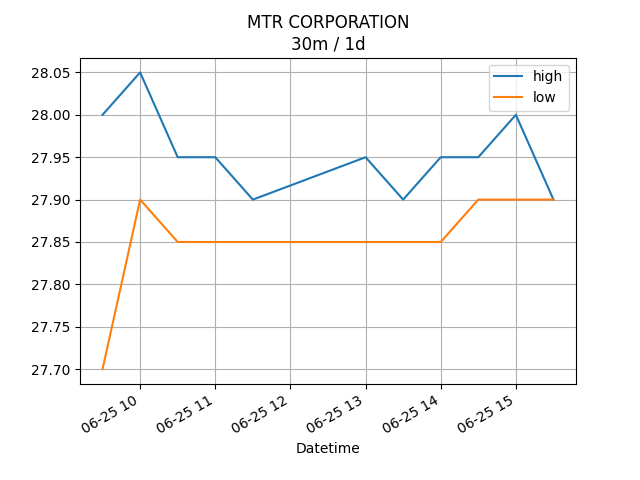 MTR CORPORATION
30m / 1d
high
low
28.05
28.00
27.95
27.90
27.85
27.80
27.75
27.70
06-25 10
06-25 11
06-25 12
06-25 13
06-25 14
06-25 15
Datetime